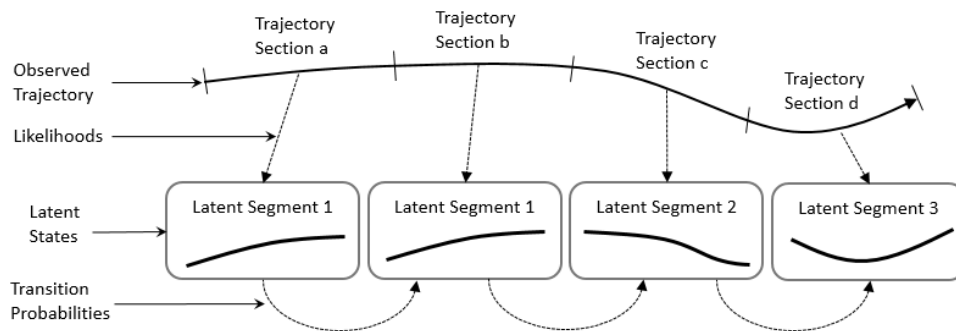 Trajectory
Section a
Trajectory
Section b
Trajectory
Section c
Trajectory
Section d
Observed
Trajectory
Likelihoods
Latent
States
Latent Segment 1
Latent Segment 1
Latent Segment 2
Latent Segment 3
Transition
Probabilities